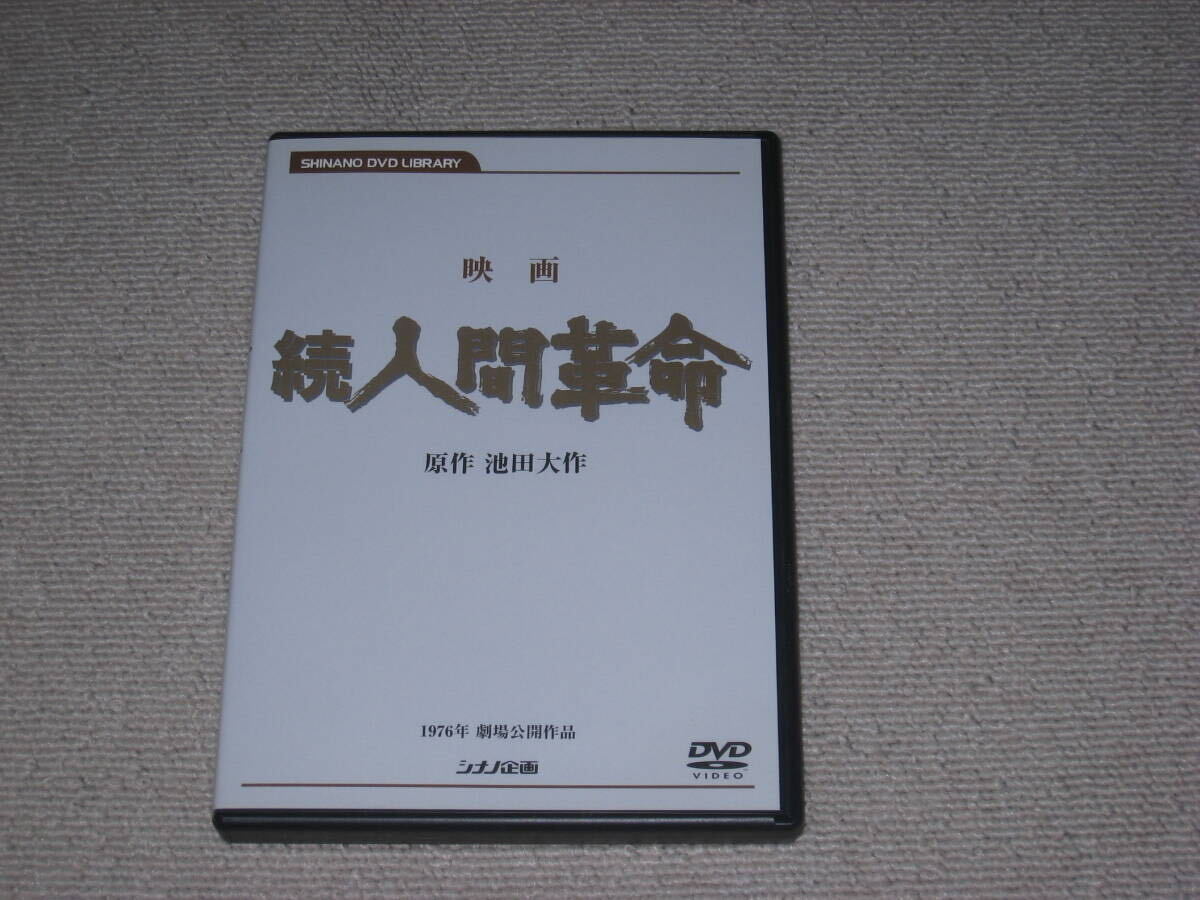 SHINANO DVD LIBRARY
映 画
続人間革命
原作 池田大作
1976年 劇場公開作品
シナノ企画
DVD
VIDEO